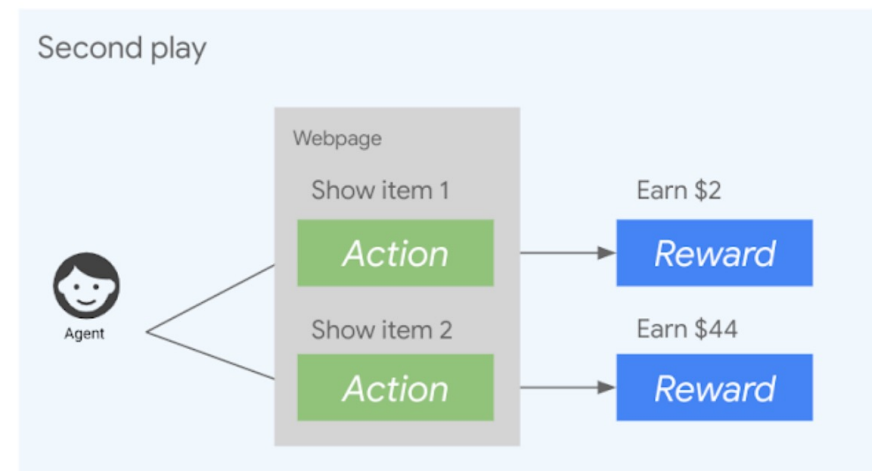 Second play
Webpage
Show item 1
Earn $2
Action
Reward
Agent
Show item 2
Earn $44
Action
Reward